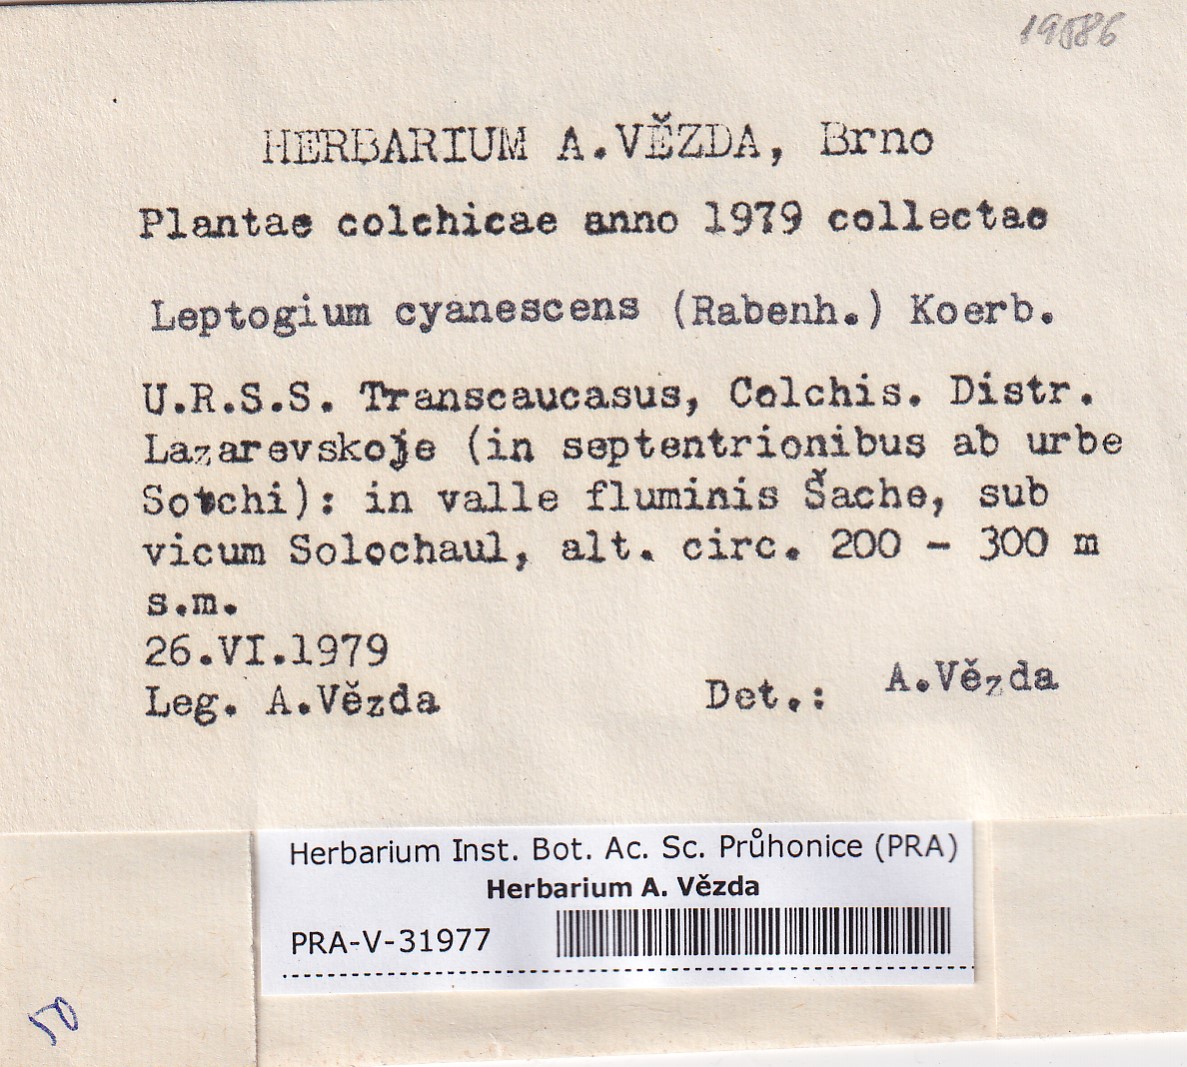 19586
HERBARIUM A.VĚZDA, Brno
Plantae colchicae anno 1979 collectae
Leptogium cyanescens (Rabenh.) Koerb.
U.R.S.S. Transcaucasus, Colchis. Distr.
Lazarevskoje (in septentrionibus ab urbe
Sotchi): in valle fluminis Šache, sub
vicum Solochaul, alt. circ. 200 - 300 m
s.m.
26.VI.1979
Leg. A.Vězda Det.: A.Vězda
Herbarium Inst. Bot. Ac. Sc. Průhonice (PRA)
Herbarium A. Vězda
PRA-V-31977
50